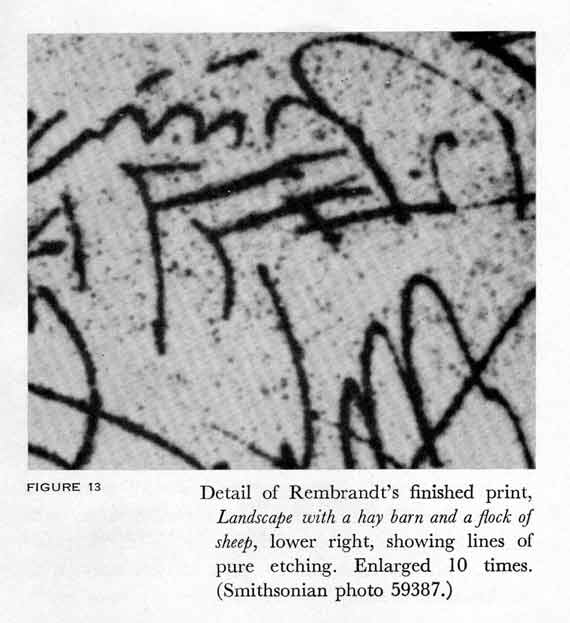 FIGURE 13
Detail of Rembrandt's finished print,
Landscape with a hay barn and a flock of
sheep, lower right, showing lines of
pure etching. Enlarged 10 times.
(Smithsonian photo 59387.)